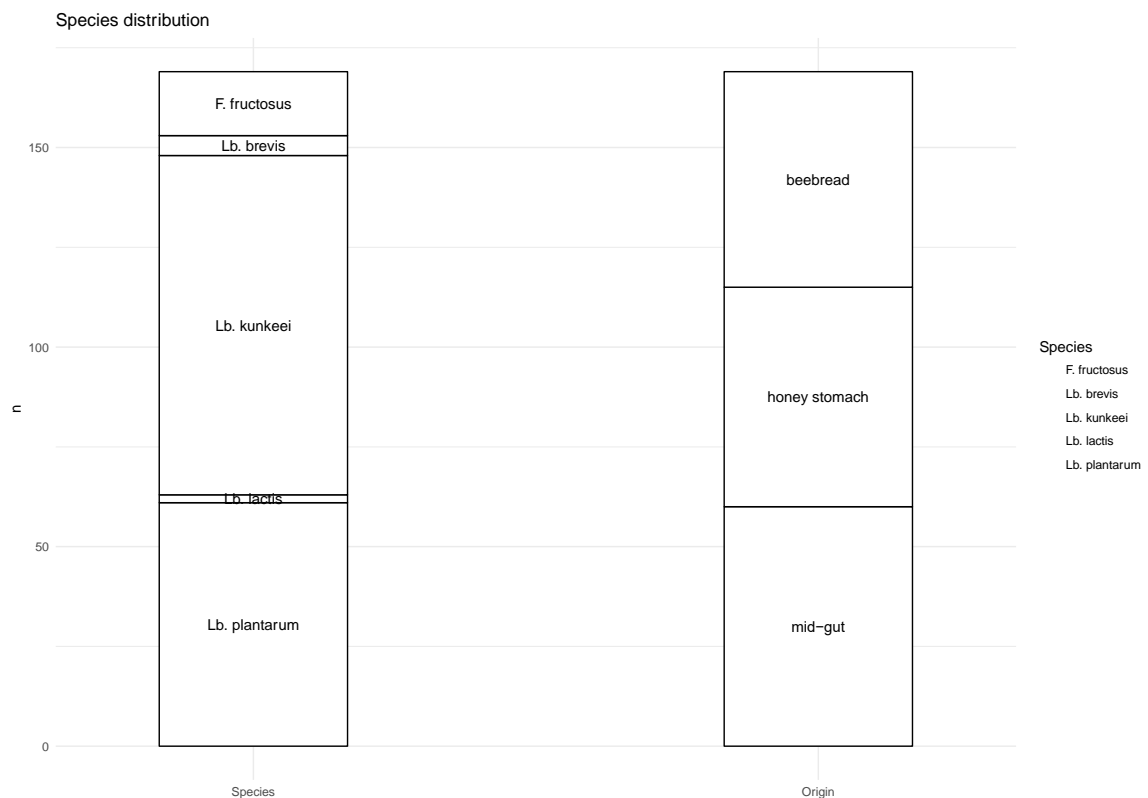 Species distribution
F. fructosus
Lb. brevis
150
beebread
Lb. kunkeei
100
honey stomach
Species
F. fructosus
Lb. brevis
Lb. kunkeei
Lb. lactis
Lb. plantarum
n
Lb. lactis
50
Lb. plantarum
mid−gut
0
Species
Origin